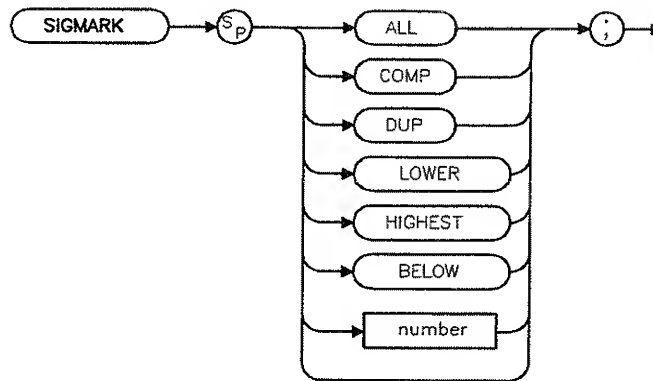 SIGMARK SP ALL ;
COMP
DUP
LOWER
HIGHEST
BELOW
number